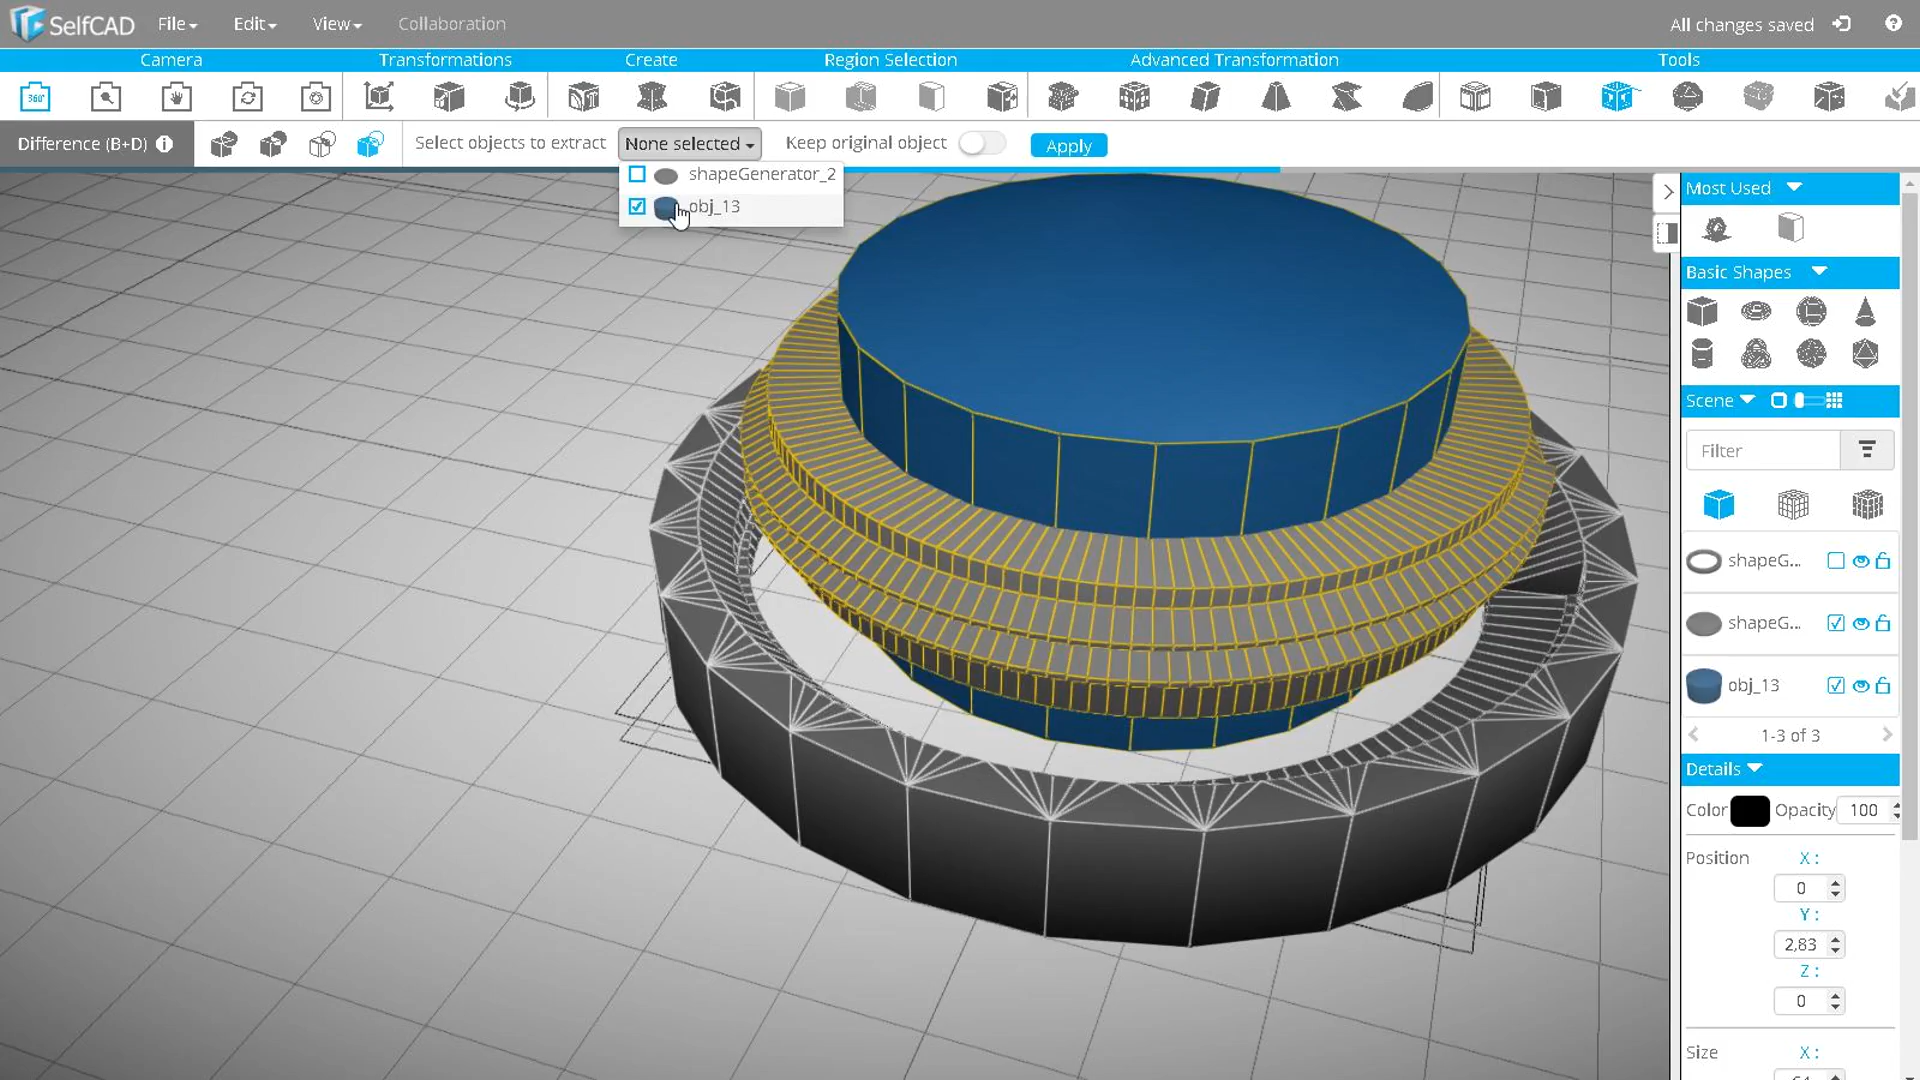 SelfCAD File Edit View Collaboration All changes saved
Camera Transformations Create Region Selection Advanced Transformation Tools
360°
Difference (B+D) Select objects to extract None selected Keep original object Apply
shapeGenerator_2
obj_13
Most Used
Basic Shapes
Scene
Filter
shapeG...
shapeG...
obj_13
1-3 of 3
Details
Color Opacity 100
Position X :
0
Y :
2,83
Z :
0
Size X :